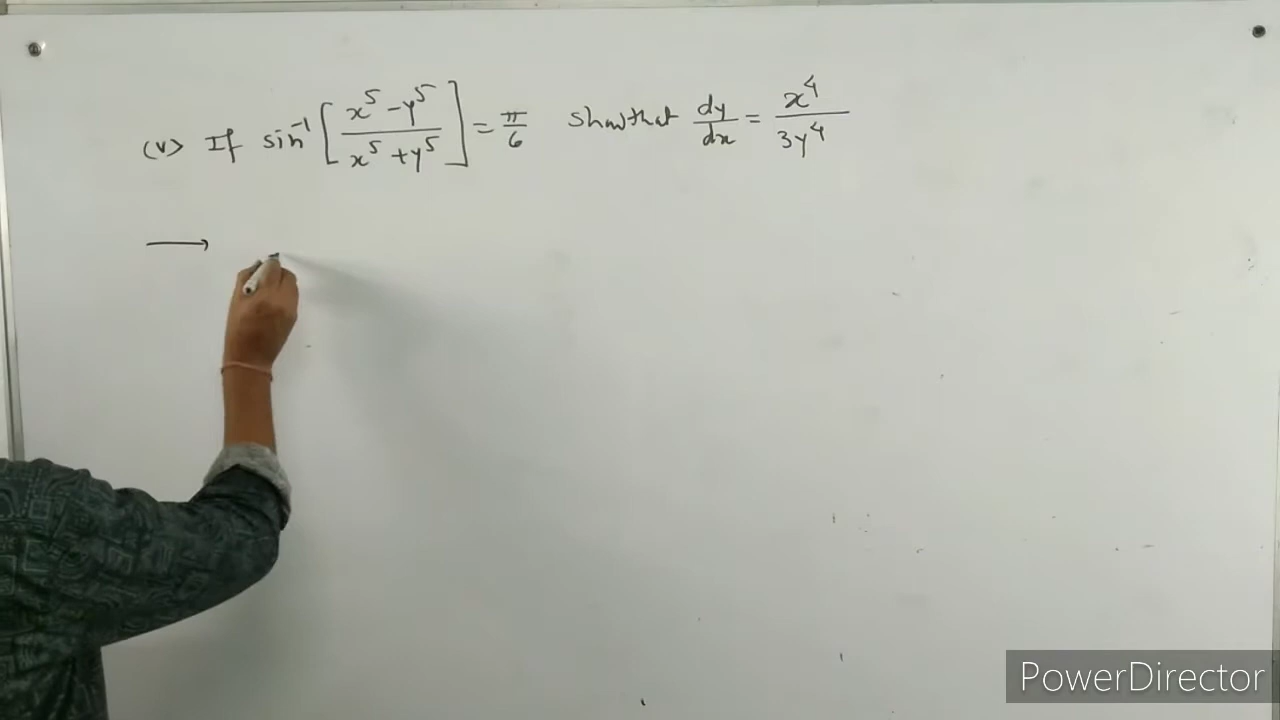 (v) If sin⁻¹ [ (x⁵ - y⁵) / (x⁵ + y⁵) ] = π/6 show that dy/dx = x⁴ / 3y⁴
→
PowerDirector